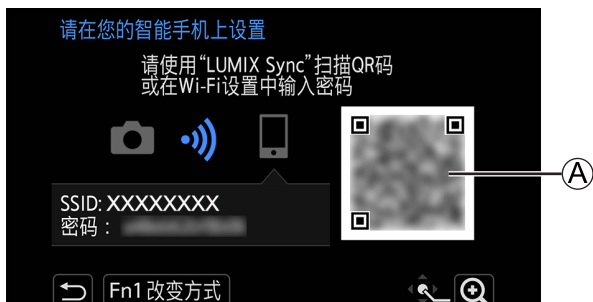 请在您的智能手机上设置
请使用“LUMIX Sync”扫描QR码
或在Wi-Fi设置中输入密码
A
SSID: XXXXXXXX
密码：
Fn1 改变方式